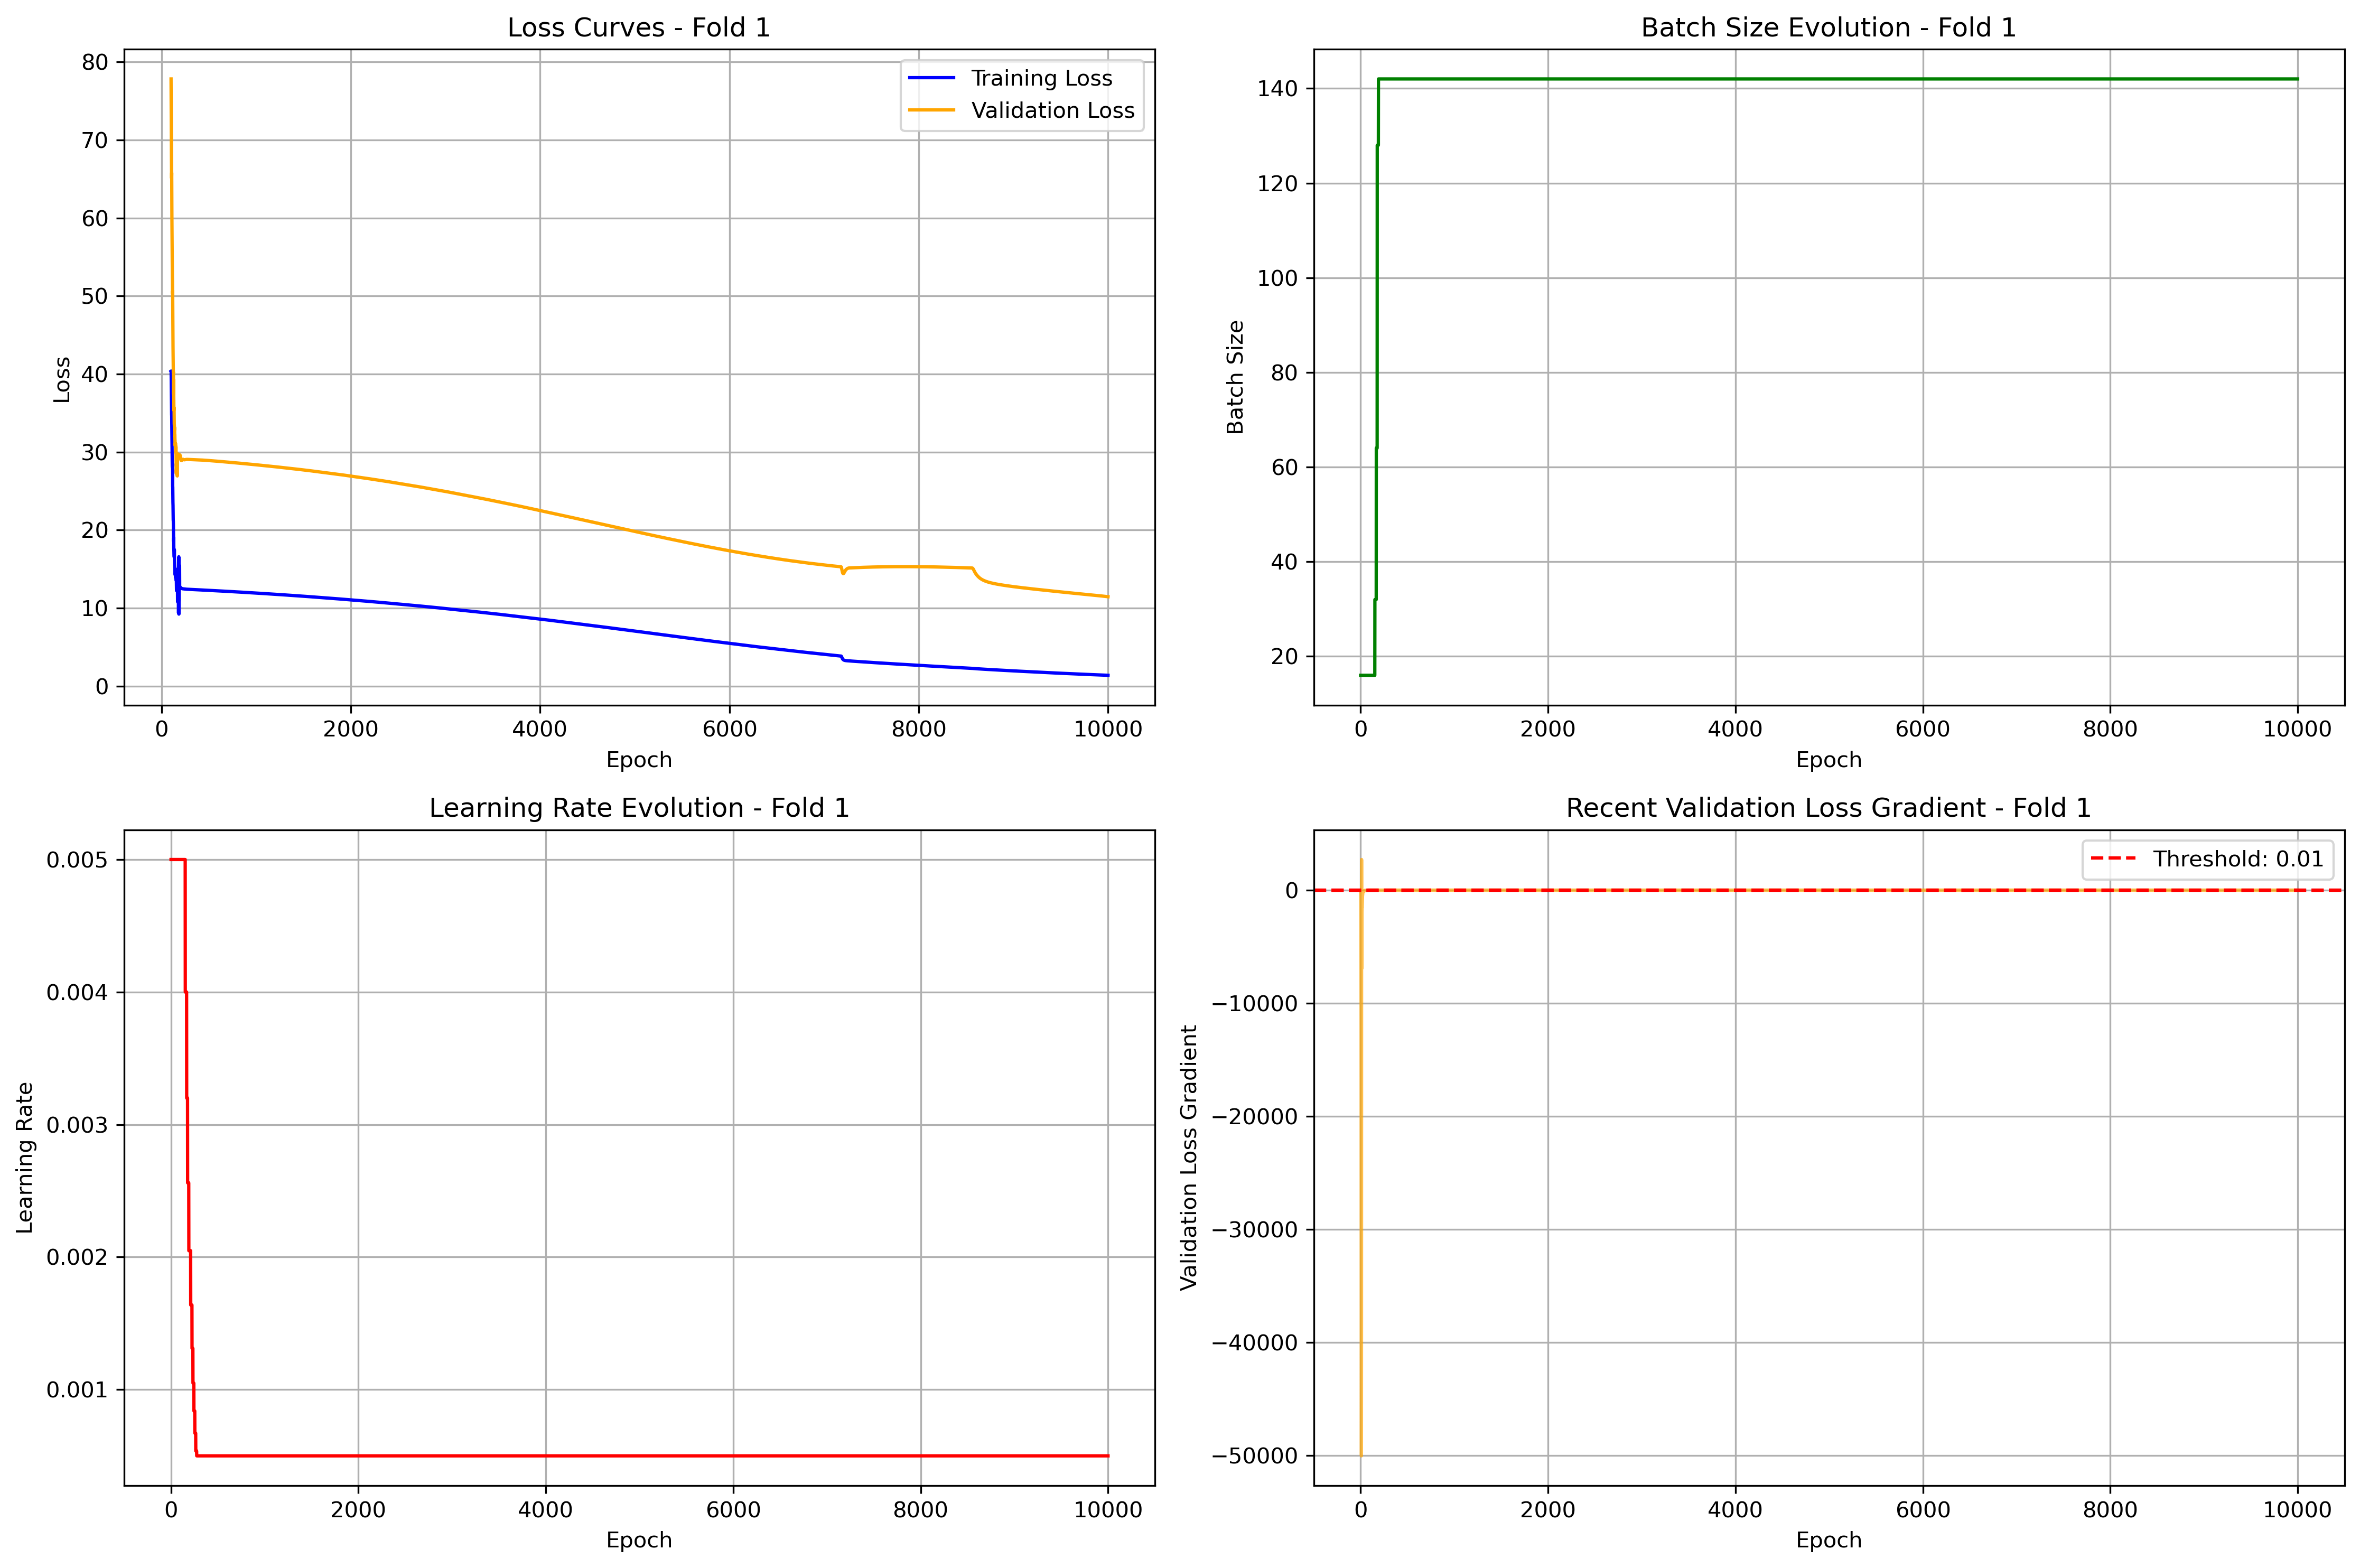 Loss Curves - Fold 1
80
70
60
50
40
30
20
10
0
Loss
Training Loss
Validation Loss
0 2000 4000 6000 8000 10000
Epoch
Batch Size Evolution - Fold 1
140
120
100
80
60
40
20
Batch Size
0 2000 4000 6000 8000 10000
Epoch
Learning Rate Evolution - Fold 1
0.005
0.004
0.003
0.002
0.001
Learning Rate
0 2000 4000 6000 8000 10000
Epoch
Recent Validation Loss Gradient - Fold 1
Threshold: 0.01
0
−10000
−20000
−30000
−40000
−50000
Validation Loss Gradient
0 2000 4000 6000 8000 10000
Epoch